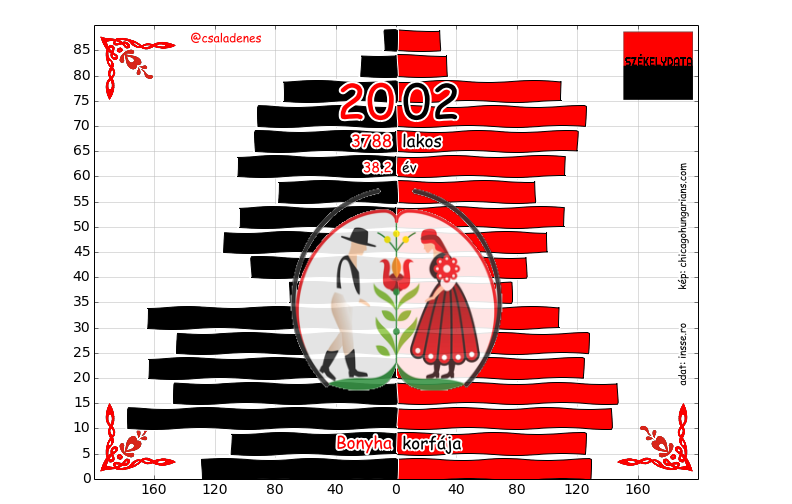 @csaladenes
SZÉKELYDATA
2002
3788 lakos
38,2 év
kép: chicagohungarians.com
adat: insse.ro
Bonyha korfája
85
80
75
70
65
60
55
50
45
40
35
30
25
20
15
10
5
0
160 120 80 40 0 40 80 120 160